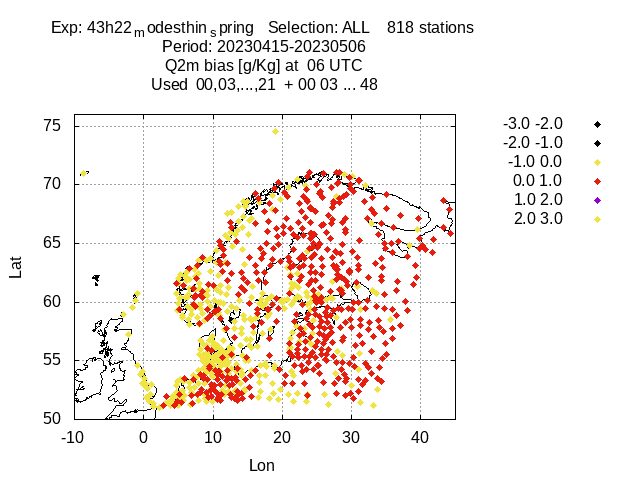 Exp: 43h22modesthinspring Selection: ALL 818 stations
Period: 20230415-20230506
Q2m bias [g/Kg] at 06 UTC
Used 00,03,...,21 + 00 03 ... 48
-3.0 -2.0
-2.0 -1.0
-1.0 0.0
0.0 1.0
1.0 2.0
2.0 3.0
75
70
65
60
55
50
Lat
-10 0 10 20 30 40
Lon